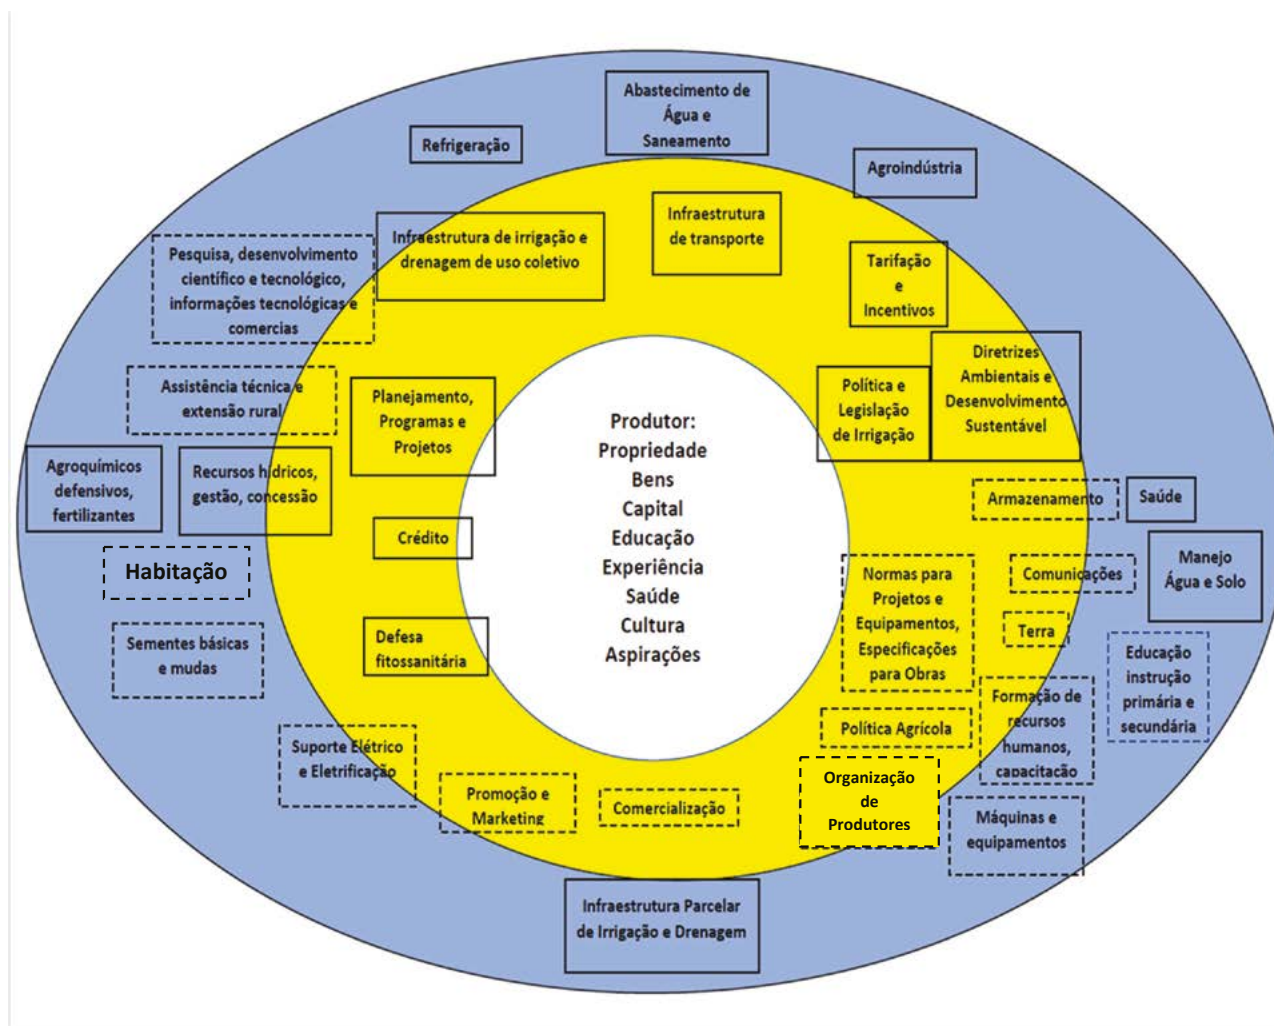 Abastecimento de
Água e
Saneamento
Refrigeração
Agroindústria
Infraestrutura de irrigação e
drenagem de uso coletivo
Infraestrutura
de transporte
Pesquisa, desenvolvimento
científico e tecnológico,
informações tecnológicas e
comercias
Tarifação
e
Incentivos
Assistência técnica e
extensão rural
Planejamento,
Programas e
Projetos
Política e
Legislação
de Irrigação
Diretrizes
Ambientais e
Desenvolvimento
Sustentável
Agroquímicos
defensivos,
fertilizantes
Recursos hídricos,
gestão, concessão
Produtor:
Propriedade
Bens
Capital
Educação
Experiência
Saúde
Cultura
Aspirações
Armazenamento
Saúde
Crédito
Habitação
Normas para
Projetos e
Equipamentos,
Especificações
para Obras
Comunicações
Manejo
Água e Solo
Terra
Sementes básicas
e mudas
Defesa
fitossanitária
Educação
instrução
primária e
secundária
Formação de
recursos
humanos,
capacitação
Política Agrícola
Suporte Elétrico
e Eletrificação
Promoção e
Marketing
Comercialização
Organização
de
Produtores
Máquinas e
equipamentos
Infraestrutura Parcelar
de Irrigação e Drenagem